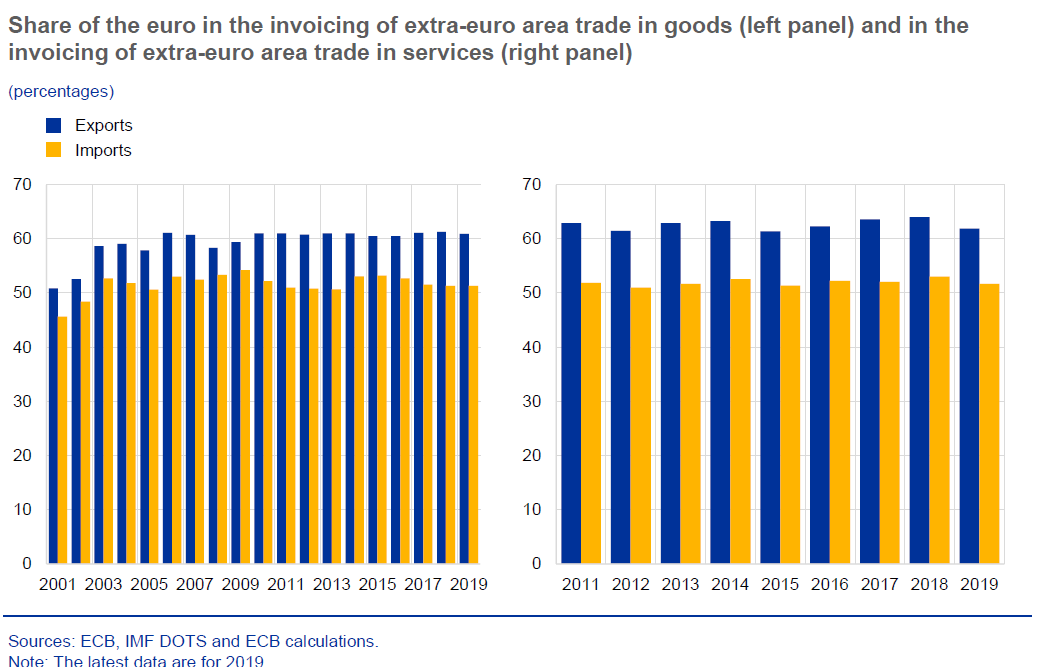 Share of the euro in the invoicing of extra-euro area trade in goods (left panel) and in the
invoicing of extra-euro area trade in services (right panel)
(percentages)
Exports
Imports
70
60
50
40
30
20
10
0
2001 2003 2005 2007 2009 2011 2013 2015 2017 2019
70
60
50
40
30
20
10
0
2011 2012 2013 2014 2015 2016 2017 2018 2019
Sources: ECB, IMF DOTS and ECB calculations.
Note: The latest data are for 2019